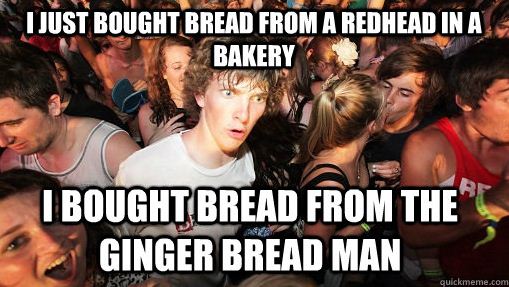 I JUST BOUGHT BREAD FROM A REDHEAD IN A
BAKERY
I BOUGHT BREAD FROM THE
GINGER BREAD MAN
quickmeme.com